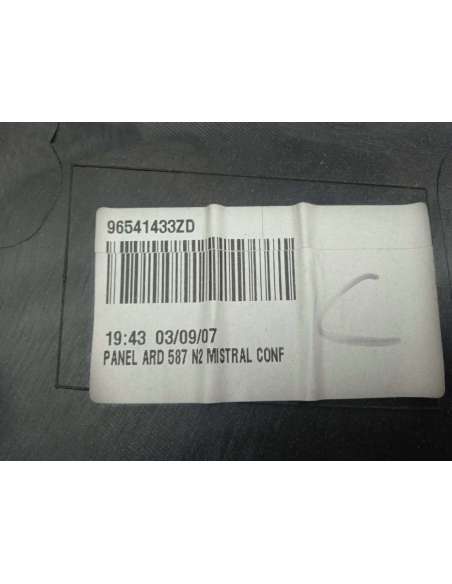 96541433ZD
19:43 03/09/07
PANEL ARD 587 N2 MISTRAL CONF